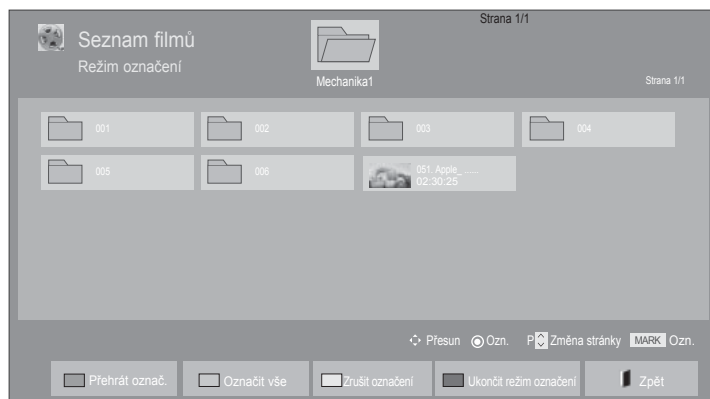 Strana 1/1
Seznam filmů
Režim označení
Mechanika1
Strana 1/1
001
002
003
004
005
006
051. Apple_ ......
02:30:25
Přesun
Ozn.
P
Změna stránky
MARK
Ozn.
Přehrát označ.
Označit vše
Zrušit označení
Ukončit režim označení
Zpět